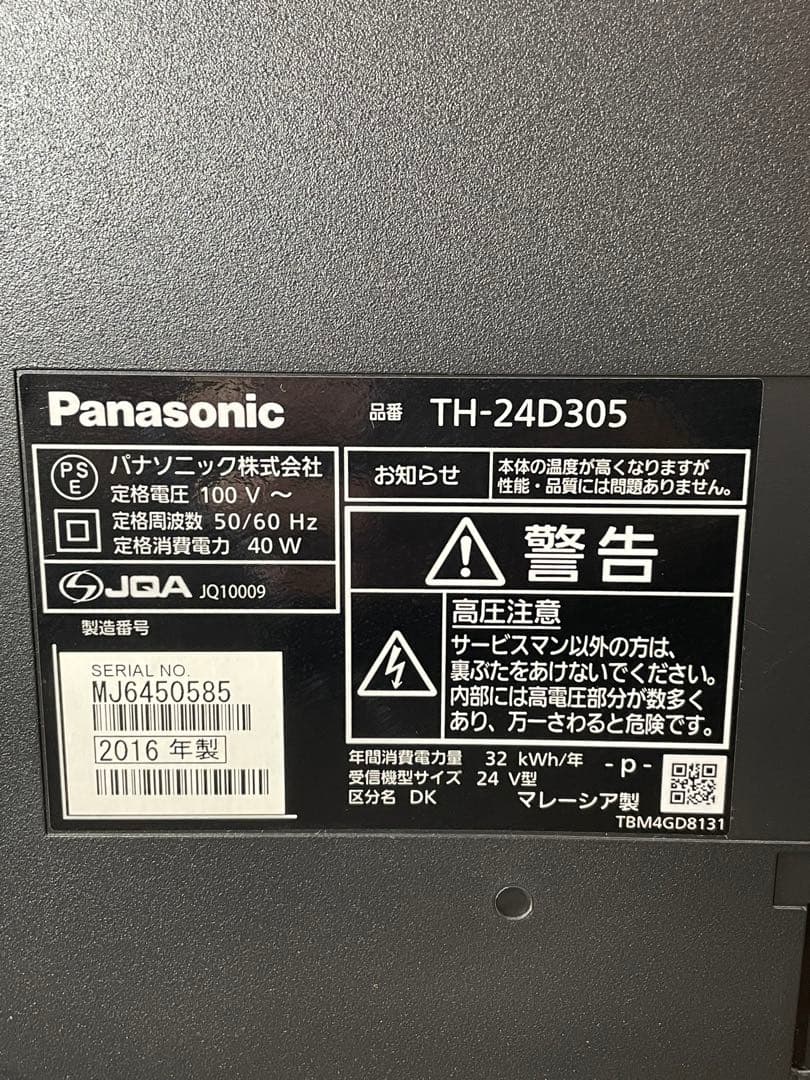 Panasonic 品番 TH-24D305
PS
E
パナソニック株式会社
定格電圧 100 V ～
定格周波数 50/60 Hz
定格消費電力 40 W
JQA JQ10009
製造番号
SERIAL NO.
MJ6450585
2016 年製
お知らせ
本体の温度が高くなりますが
性能・品質には問題ありません。
警告
高圧注意
サービスマン以外の方は、
裏ぶたをあけないでください。
内部には高電圧部分が数多く
あり、万一さわると危険です。
年間消費電力量 32 kWh/年 -p-
受信機型サイズ 24 V型
区分名 DK マレーシア製
TBM4GD8131